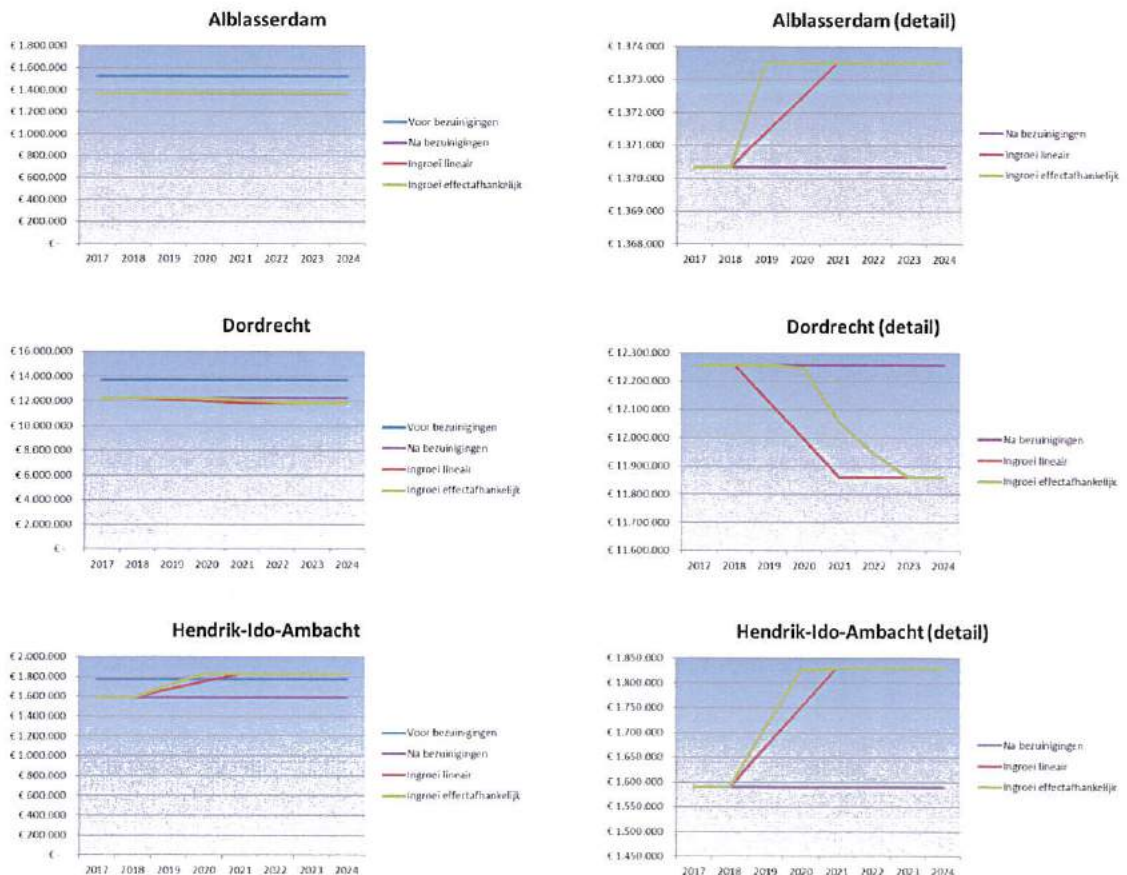 Alblasserdam
€ 1.800.000
€ 1.600.000
€ 1.400.000
€ 1.200.000
€ 1.000.000
€ 800.000
€ 600.000
€ 400.000
€ 200.000
€ -
2017 2018 2019 2020 2021 2022 2023 2024
Voor bezuinigingen
Na bezuinigingen
Ingroei lineair
Ingroei effectafhankelijk
Alblasserdam (detail)
€ 1.374.000
€ 1.373.000
€ 1.372.000
€ 1.371.000
€ 1.370.000
€ 1.369.000
€ 1.368.000
2017 2018 2019 2020 2021 2022 2023 2024
Na bezuinigingen
Ingroei lineair
Ingroei effectafhankelijk
Dordrecht
€ 16.000.000
€ 14.000.000
€ 12.000.000
€ 10.000.000
€ 8.000.000
€ 6.000.000
€ 4.000.000
€ 2.000.000
€ -
2017 2018 2019 2020 2021 2022 2023 2024
Voor bezuinigingen
Na bezuinigingen
Ingroei lineair
Ingroei effectafhankelijk
Dordrecht (detail)
€ 12.300.000
€ 12.200.000
€ 12.100.000
€ 12.000.000
€ 11.900.000
€ 11.800.000
€ 11.700.000
€ 11.600.000
2017 2018 2019 2020 2021 2022 2023 2024
Na bezuinigingen
Ingroei lineair
Ingroei effectafhankelijk
Hendrik-Ido-Ambacht
€ 2.000.000
€ 1.800.000
€ 1.600.000
€ 1.400.000
€ 1.200.000
€ 1.000.000
€ 800.000
€ 600.000
€ 400.000
€ 200.000
€ -
2017 2018 2019 2020 2021 2022 2023 2024
Voor bezuinigingen
Na bezuinigingen
Ingroei lineair
Ingroei effectafhankelijk
Hendrik-Ido-Ambacht (detail)
€ 1.850.000
€ 1.800.000
€ 1.750.000
€ 1.700.000
€ 1.650.000
€ 1.600.000
€ 1.550.000
€ 1.500.000
€ 1.450.000
2017 2018 2019 2020 2021 2022 2023 2024
Na bezuinigingen
Ingroei lineair
Ingroei effectafhankelijk